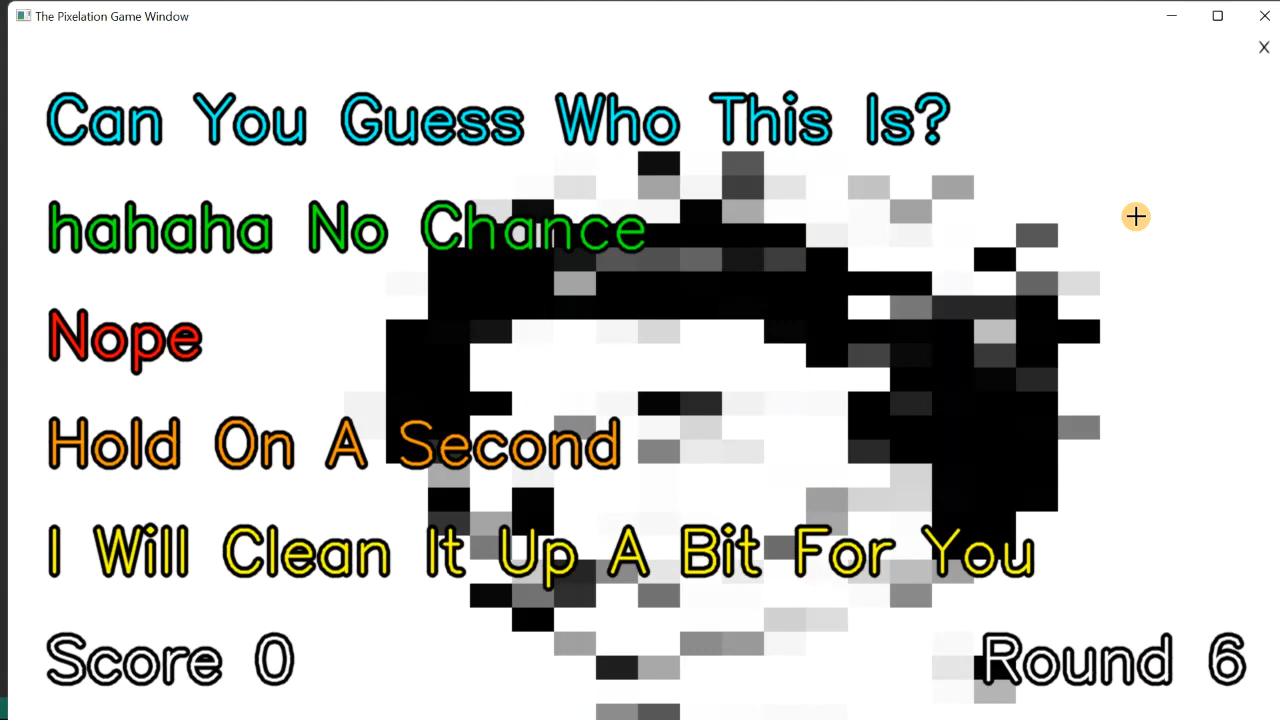 The Pixelation Game Window
X
Can You Guess Who This Is?
hahaha No Chance
Nope
Hold On A Second
I Will Clean It Up A Bit For You
Score 0
Round 6